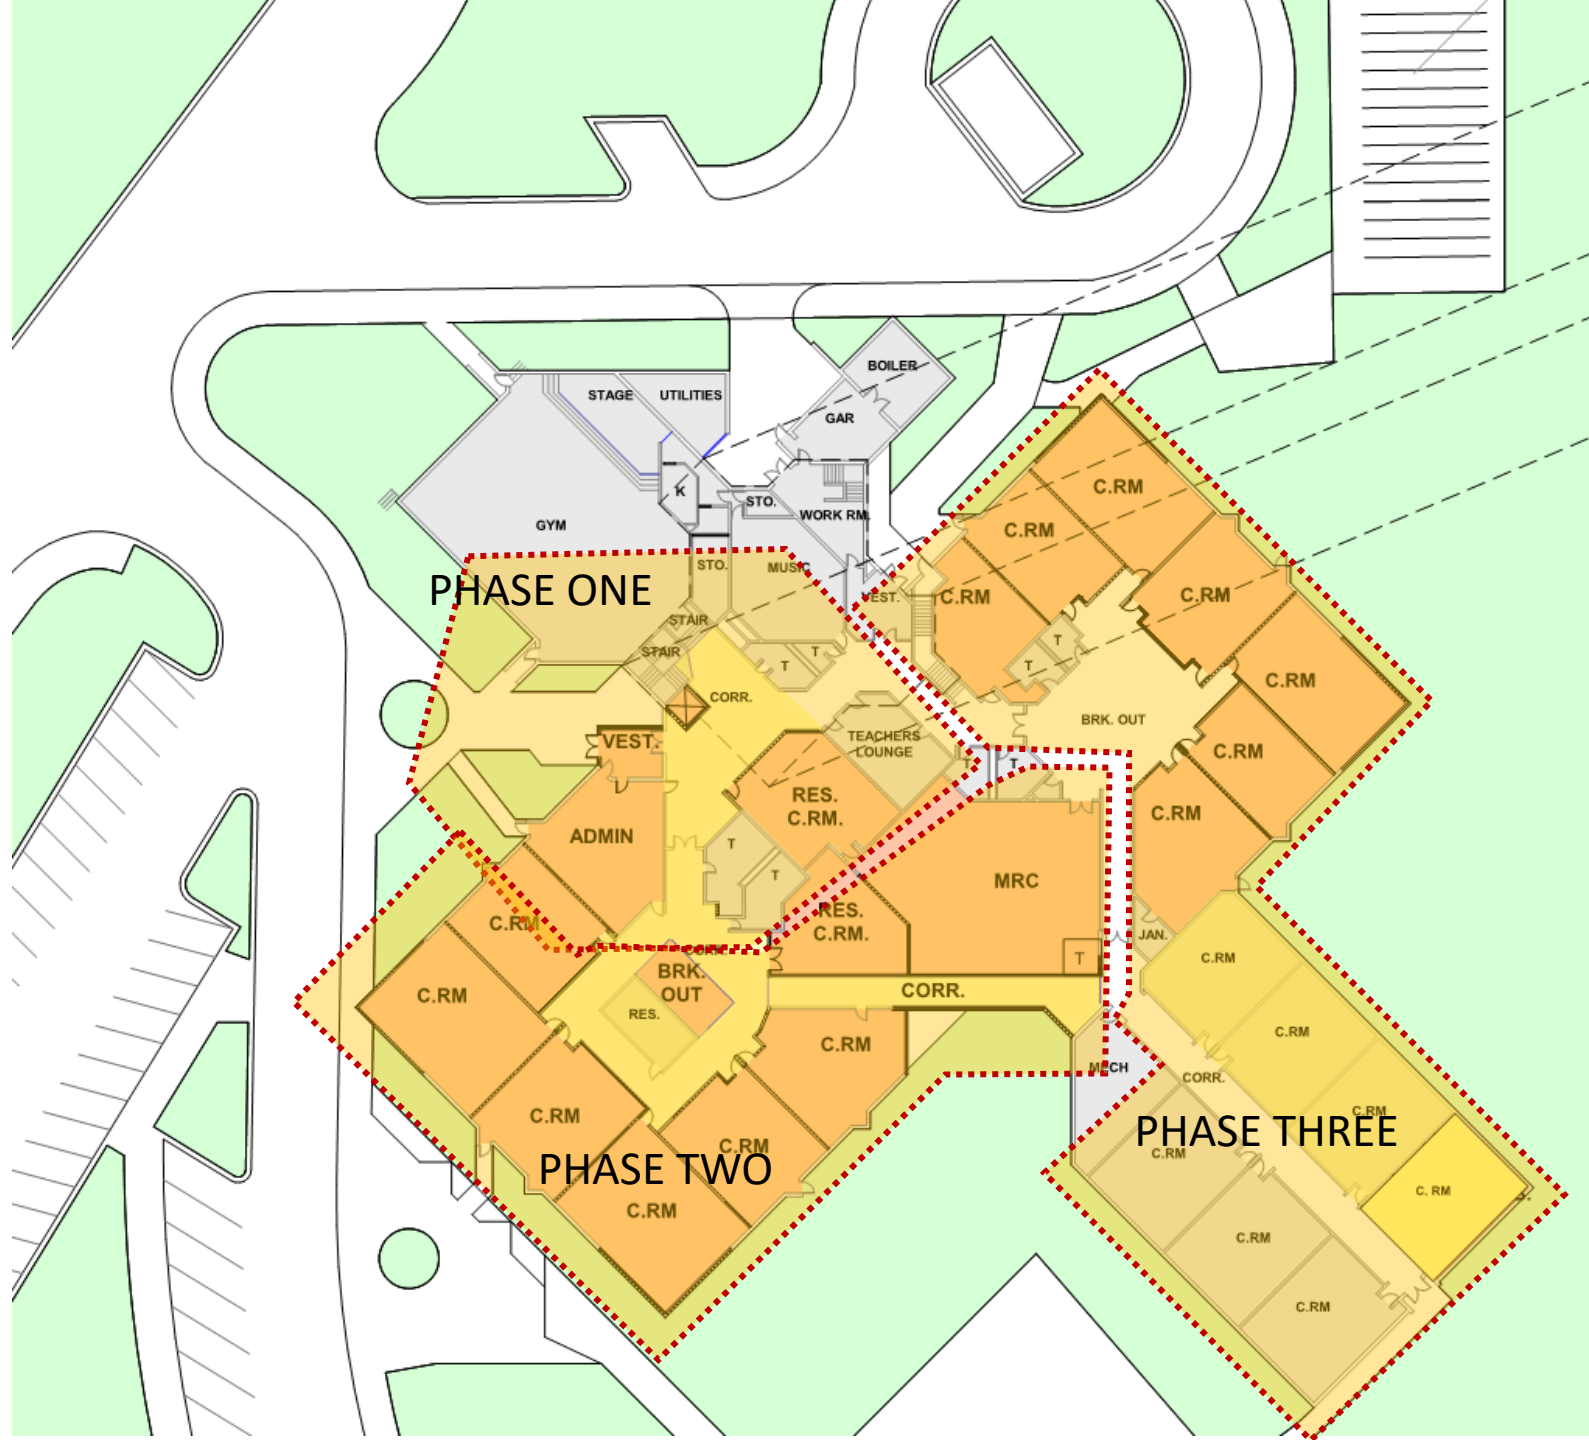 BOILER
STAGE
UTILITIES
GAR
C.RM
K
STO.
WORK RM.
GYM
C.RM
STO.
MUSIC
PHASE ONE
VEST.
C.RM
C.RM
STAIR
STAIR
T
T
T
T
C.RM
CORR.
BRK. OUT
TEACHERS
LOUNGE
VEST.
C.RM
T
T
RES.
C.RM.
C.RM
ADMIN
T
T
MRC
RES.
C.RM.
C.RM
JAN.
CORR.
T
C.RM
BRK.
OUT
CORR.
C.RM
RES.
C.RM
C.RM
MECH
CORR.
C.RM
C.RM
PHASE THREE
C.RM
C.RM
PHASE TWO
C. RM
C.RM
C.RM
C.RM